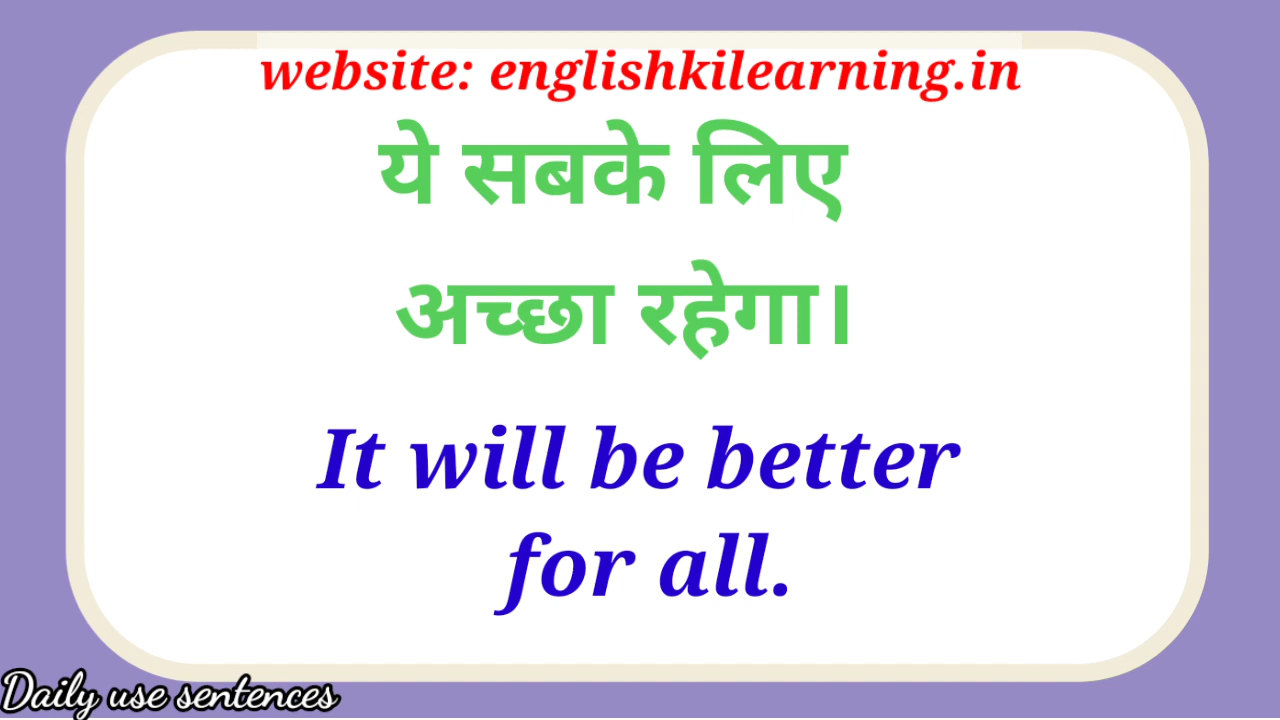 website: englishkilearning.in
ये सबके लिए
अच्छा रहेगा।
It will be better
for all.
Daily use sentences